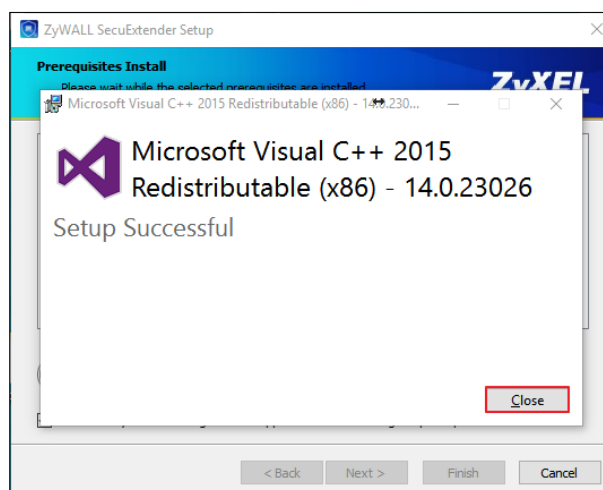 ZyWALL SecuExtender Setup
Prerequisites Install
Please wait while the selected prerequisites are installed
ZyXEL
Microsoft Visual C++ 2015 Redistributable (x86) - 14.0.230...
Microsoft Visual C++ 2015
Redistributable (x86) - 14.0.23026
Setup Successful
Close
< Back
Next >
Finish
Cancel